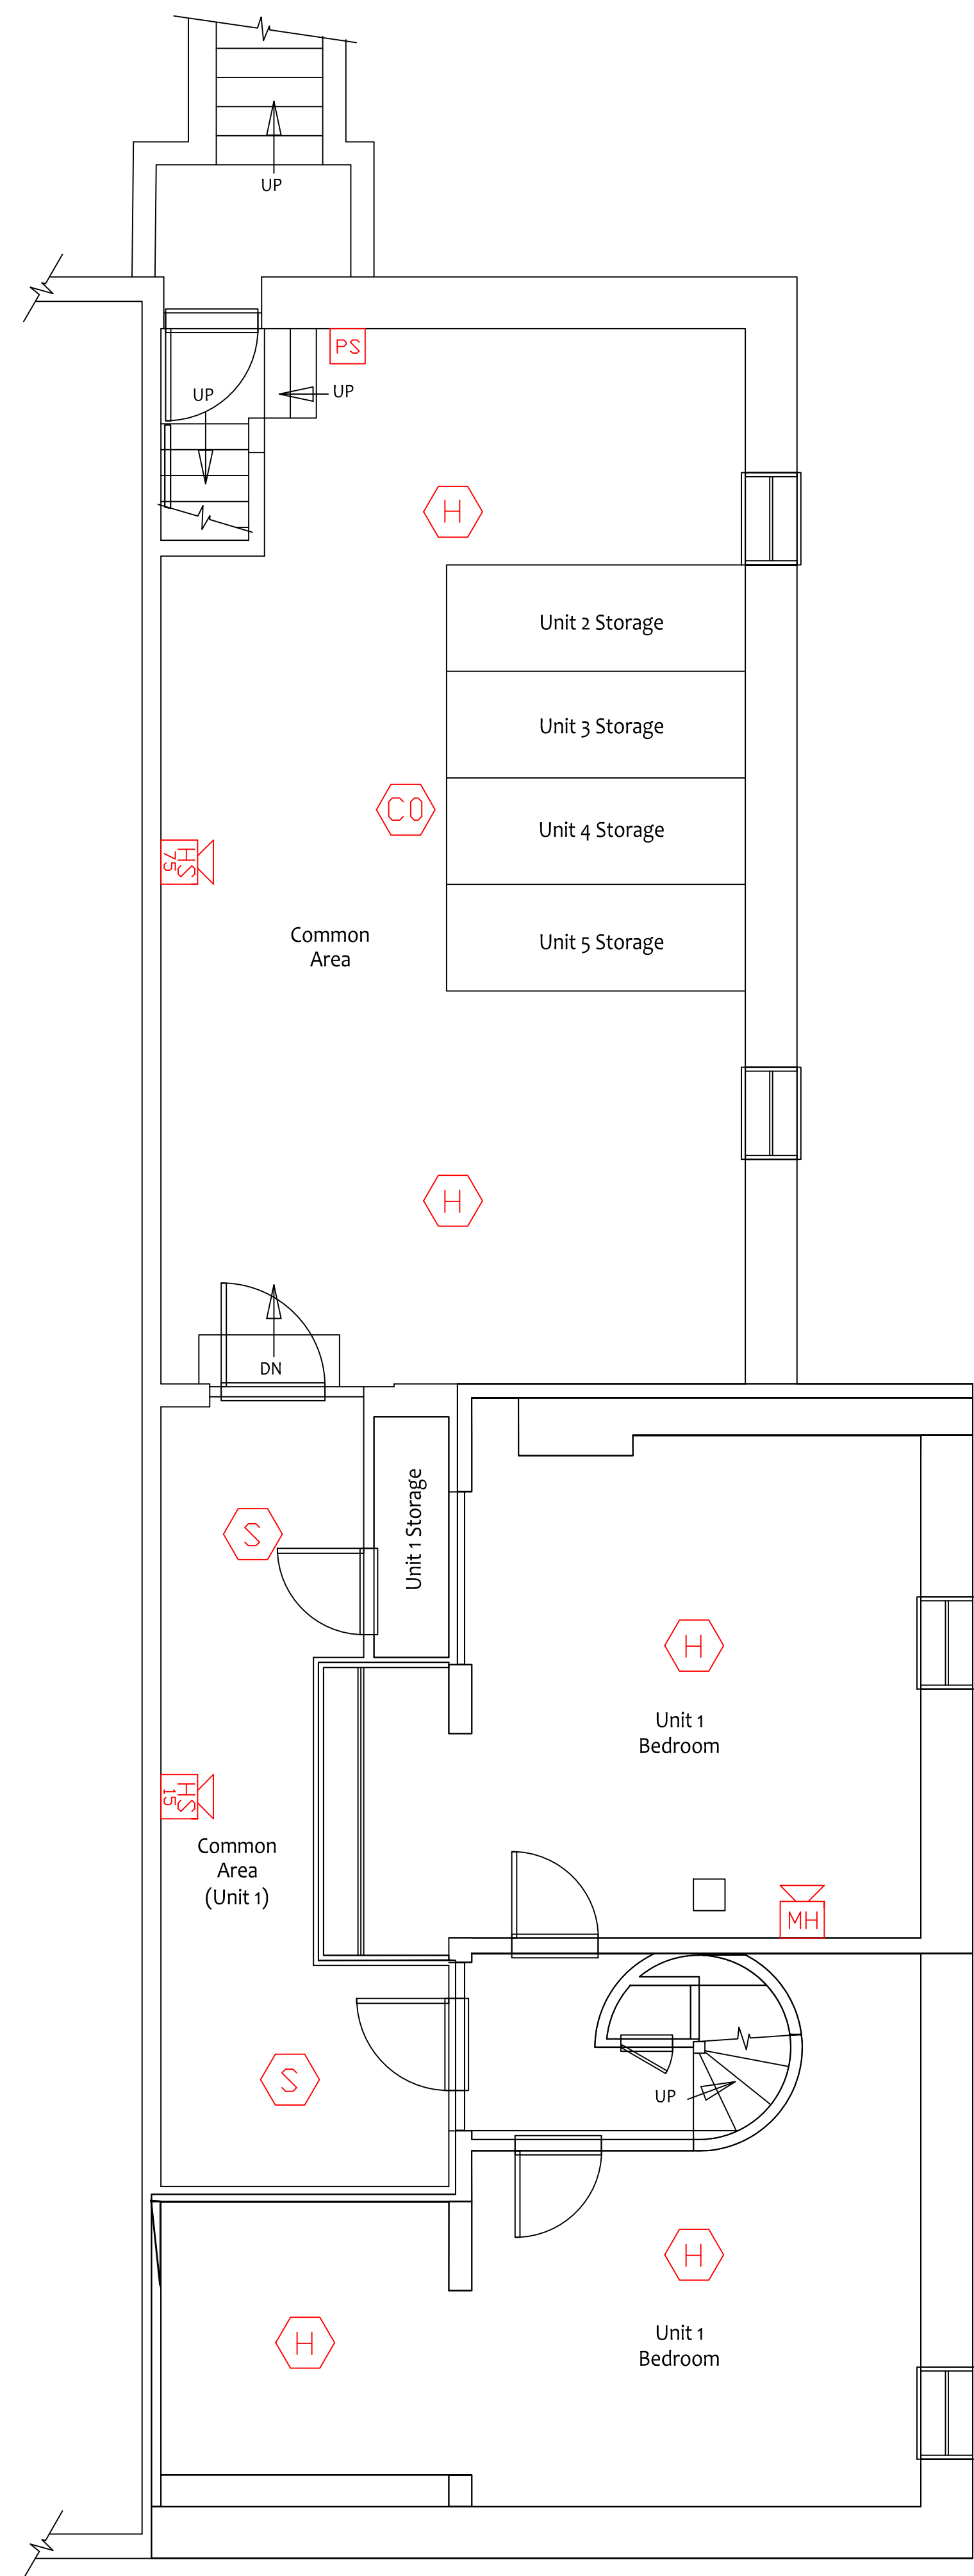 UP
PS
UP
UP
H
Unit 2 Storage
Unit 3 Storage
CO
Unit 4 Storage
HS
75
Common
Area
Unit 5 Storage
H
DN
Unit 1 Storage
S
H
Unit 1
Bedroom
HS
15
Common
Area
(Unit 1)
MH
S
UP
H
H
Unit 1
Bedroom